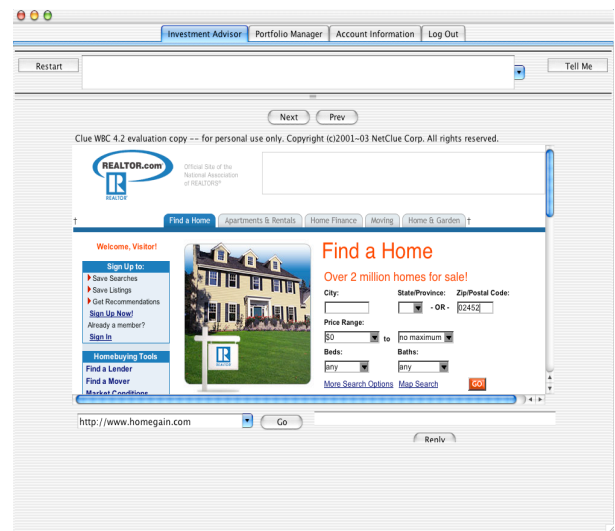 Investment Advisor Portfolio Manager Account Information Log Out
Restart Tell Me
Next Prev
Clue WBC 4.2 evaluation copy -- for personal use only. Copyright (c)2001-03 NetClue Corp. All rights reserved.
REALTOR.com
Official Site of the
National Association
of REALTORS®
REALTOR
† Find a Home Apartments & Rentals Home Finance Moving Home & Garden †
Welcome, Visitor!
Sign Up to:
Save Searches
Save Listings
Get Recommendations
Sign Up Now!
Already a member?
Sign In
Homebuying Tools
Find a Lender
Find a Mover
Market Conditions
REALTOR
Find a Home
Over 2 million homes for sale!
City: State/Province: Zip/Postal Code:
- OR - 02452
Price Range:
$0 to no maximum
Beds: Baths:
any any
More Search Options Map Search GO!
http://www.homegain.com Go
Reply